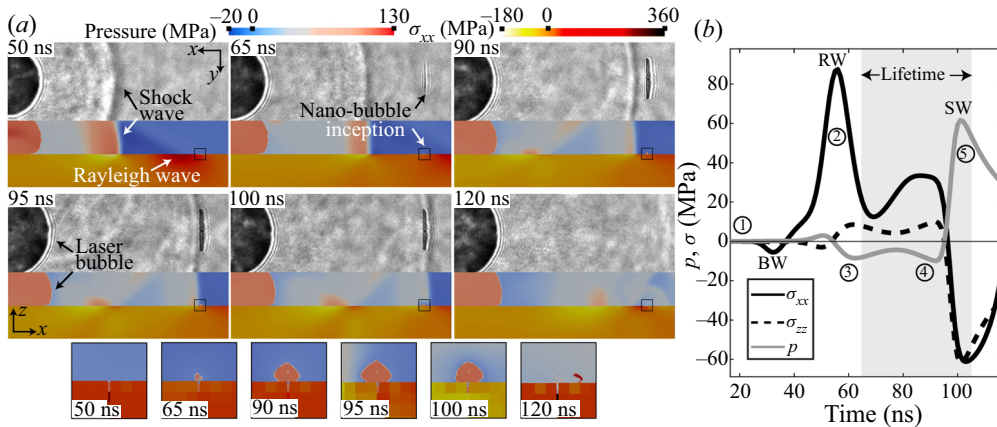 (a)
Pressure (MPa)
−20 0 130
σxx (MPa)
−180 0 360
50 ns
x
y
Shock
wave
Rayleigh wave
65 ns
Nano-bubble
inception
90 ns
95 ns
Laser
bubble
z
x
100 ns
120 ns
50 ns
65 ns
90 ns
95 ns
100 ns
120 ns
(b)
RW
Lifetime
SW
BW
① ② ③ ④ ⑤
σxx
σzz
p
p, σ (MPa)
80
60
40
20
0
−20
−40
−60
20 40 60 80 100
Time (ns)